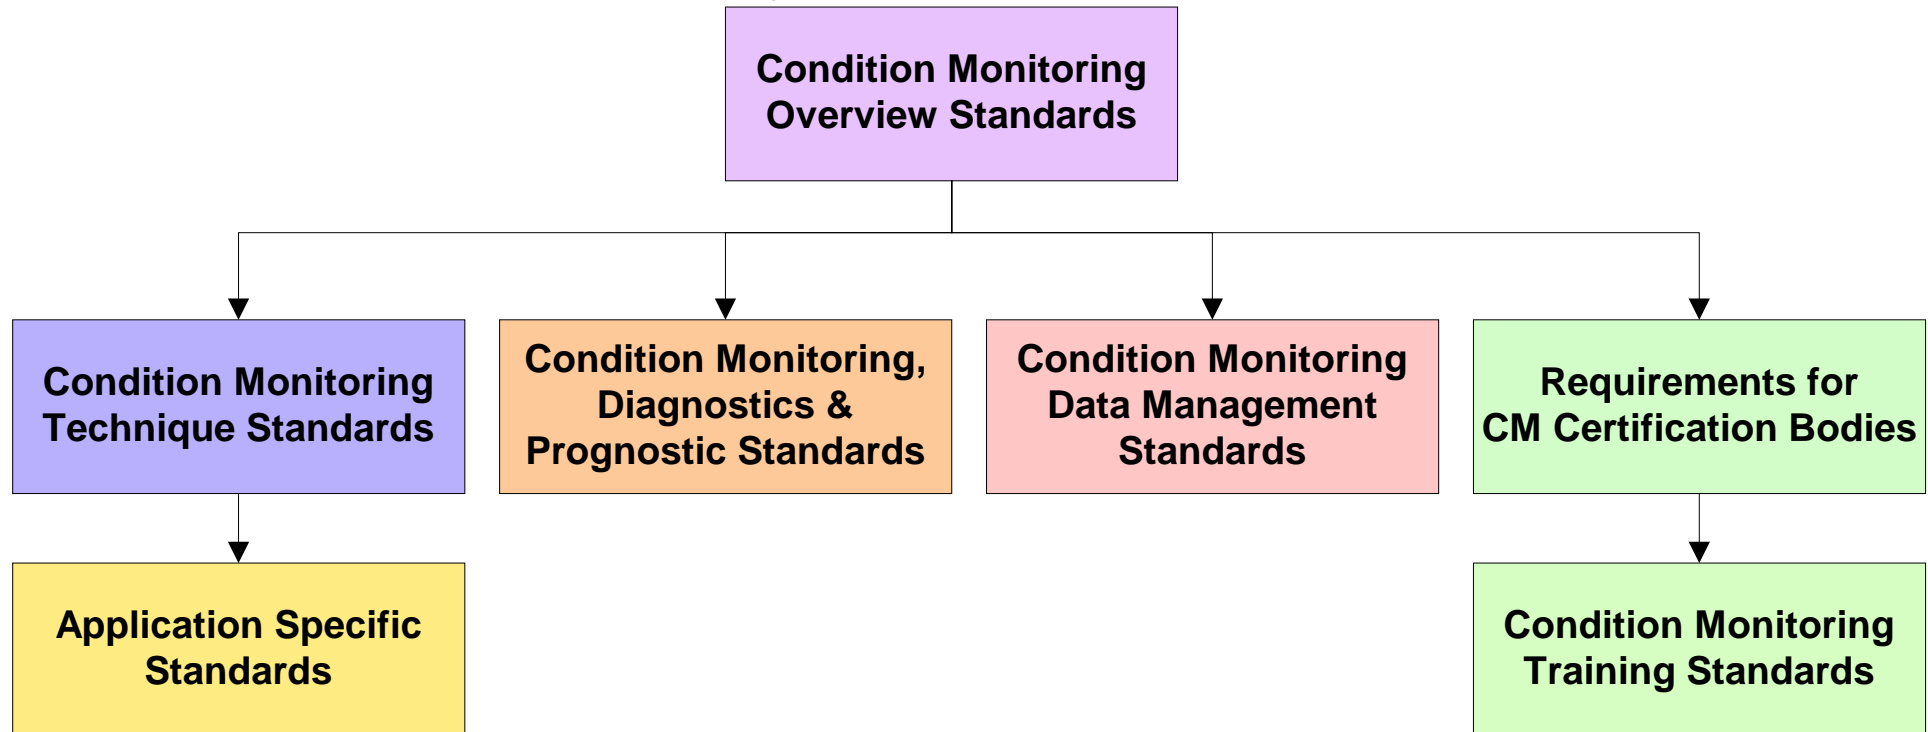 Condition Monitoring
Overview Standards
Condition Monitoring
Technique Standards
Condition Monitoring,
Diagnostics &
Prognostic Standards
Condition Monitoring
Data Management
Standards
Requirements for
CM Certification Bodies
Application Specific
Standards
Condition Monitoring
Training Standards